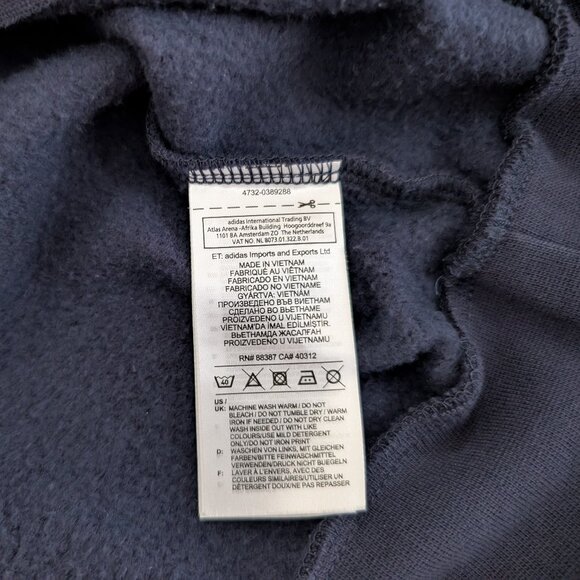 4732-0389288
adidas International Trading BV
Atlas Arena -Afrika Building Hoogoorddreef 9a
1101 BA Amsterdam ZO The Netherlands
VAT NO. NL 8073.01.322.B.01
ET: adidas Imports and Exports Ltd
MADE IN VIETNAM
FABRIQUÉ AU VIÊTNAM
FABRICADO EN VIETNAM
FABRICADO NO VIETNAME
GYÁRTVA: VIETNÁM
ПРОИЗВЕДЕНО ВЪВ ВИЕТНАМ
СДЕЛАНО ВО ВЬЕТНАМЕ
PROIZVEDENO U VIJETNAMU
VIETNAM'DA İMAL EDİLMİŞTİR.
ВЬЕТНАМДА ЖАСАЛҒАН
PROIZVEDENO U VIJETNAMU
RN# 88387 CA# 40312
40
US /
UK: MACHINE WASH WARM / DO NOT
BLEACH / DO NOT TUMBLE DRY / WARM
IRON IF NEEDED / DO NOT DRY CLEAN
WASH INSIDE OUT WITH LIKE
COLOURS/USE MILD DETERGENT
ONLY/DO NOT IRON PRINT
D: WASCHEN VON LINKS, MIT GLEICHEN
FARBEN/BITTE FEINWASCHMITTEL
VERWENDEN/DRUCK NICHT BUEGELN
F: LAVER À L'ENVERS, AVEC DES
COULEURS SIMILAIRES/UTILISER UN
DÉTERGENT DOUX/NE PAS REPASSER